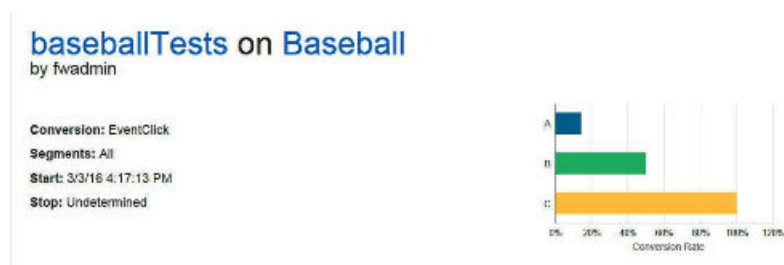 baseballTests on Baseball
by fwadmin
Conversion: EventClick
Segments: All
Start: 3/3/16 4:17:13 PM
Stop: Undetermined
A
B
C
0% 20% 40% 60% 80% 100% 120%
Conversion Rate